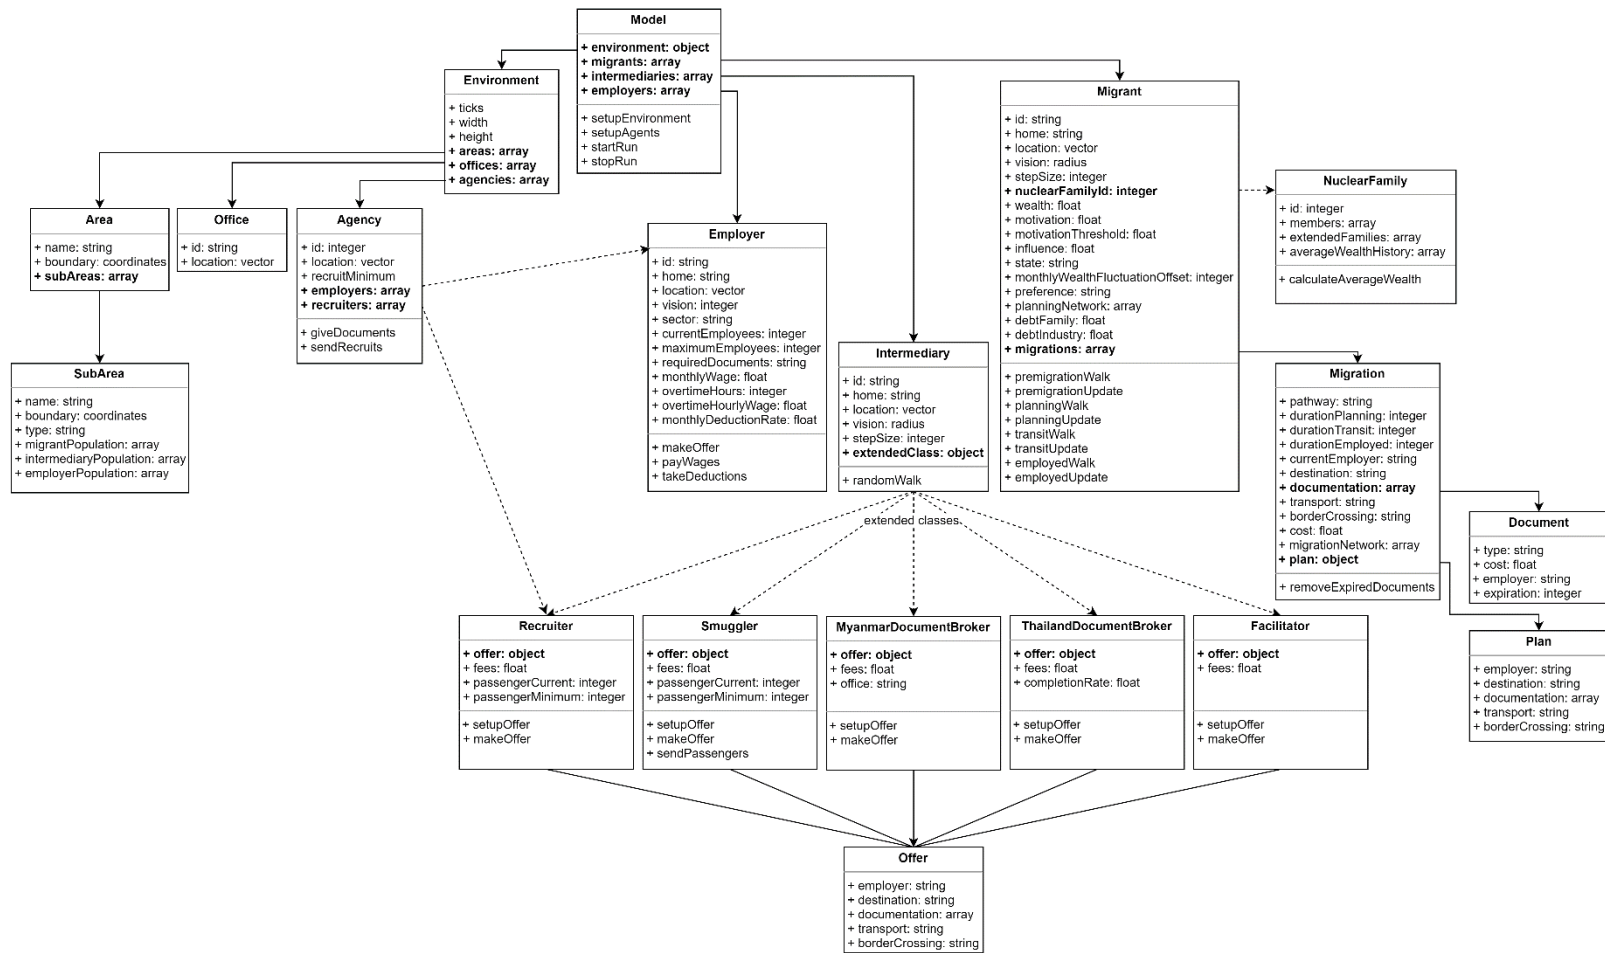 Model
+ environment: object
+ migrants: array
+ intermediaries: array
+ employers: array
+ setupEnvironment
+ setupAgents
+ startRun
+ stopRun
Environment
+ ticks
+ width
+ height
+ areas: array
+ offices: array
+ agencies: array
Migrant
+ id: string
+ home: string
+ location: vector
+ vision: radius
+ stepSize: integer
+ nuclearFamilyId: integer
+ wealth: float
+ motivation: float
+ motivationThreshold: float
+ influence: float
+ state: string
+ monthlyWealthFluctuationOffset: integer
+ preference: string
+ planningNetwork: array
+ debtFamily: float
+ debtIndustry: float
+ migrations: array
+ premigrationWalk
+ premigrationUpdate
+ planningWalk
+ planningUpdate
+ transitWalk
+ transitUpdate
+ employedWalk
+ employedUpdate
NuclearFamily
+ id: integer
+ members: array
+ extendedFamilies: array
+ averageWealthHistory: array
+ calculateAverageWealth
Area
+ name: string
+ boundary: coordinates
+ subAreas: array
Office
+ id: string
+ location: vector
Agency
+ id: integer
+ location: vector
+ recruitMinimum
+ employers: array
+ recruiters: array
+ giveDocuments
+ sendRecruits
Employer
+ id: string
+ home: string
+ location: vector
+ vision: integer
+ sector: string
+ currentEmployees: integer
+ maximumEmployees: integer
+ requiredDocuments: string
+ monthlyWage: float
+ overtimeHours: integer
+ overtimeHourlyWage: float
+ monthlyDeductionRate: float
+ makeOffer
+ payWages
+ takeDeductions
Intermediary
+ id: string
+ home: string
+ location: vector
+ vision: radius
+ stepSize: integer
+ extendedClass: object
+ randomWalk
SubArea
+ name: string
+ boundary: coordinates
+ type: string
+ migrantPopulation: array
+ intermediaryPopulation: array
+ employerPopulation: array
Migration
+ pathway: string
+ durationPlanning: integer
+ durationTransit: integer
+ durationEmployed: integer
+ currentEmployer: string
+ destination: string
+ documentation: array
+ transport: string
+ borderCrossing: string
+ cost: float
+ migrationNetwork: array
+ plan: object
+ removeExpiredDocuments
Document
+ type: string
+ cost: float
+ employer: string
+ expiration: integer
extended classes
Recruiter
+ offer: object
+ fees: float
+ passengerCurrent: integer
+ passengerMinimum: integer
+ setupOffer
+ makeOffer
Smuggler
+ offer: object
+ fees: float
+ passengerCurrent: integer
+ passengerMinimum: integer
+ setupOffer
+ makeOffer
+ sendPassengers
MyanmarDocumentBroker
+ offer: object
+ fees: float
+ office: string
+ setupOffer
+ makeOffer
ThailandDocumentBroker
+ offer: object
+ fees: float
+ completionRate: float
+ setupOffer
+ makeOffer
Facilitator
+ offer: object
+ fees: float
+ setupOffer
+ makeOffer
Plan
+ employer: string
+ destination: string
+ documentation: array
+ transport: string
+ borderCrossing: string
Offer
+ employer: string
+ destination: string
+ documentation: array
+ transport: string
+ borderCrossing: string